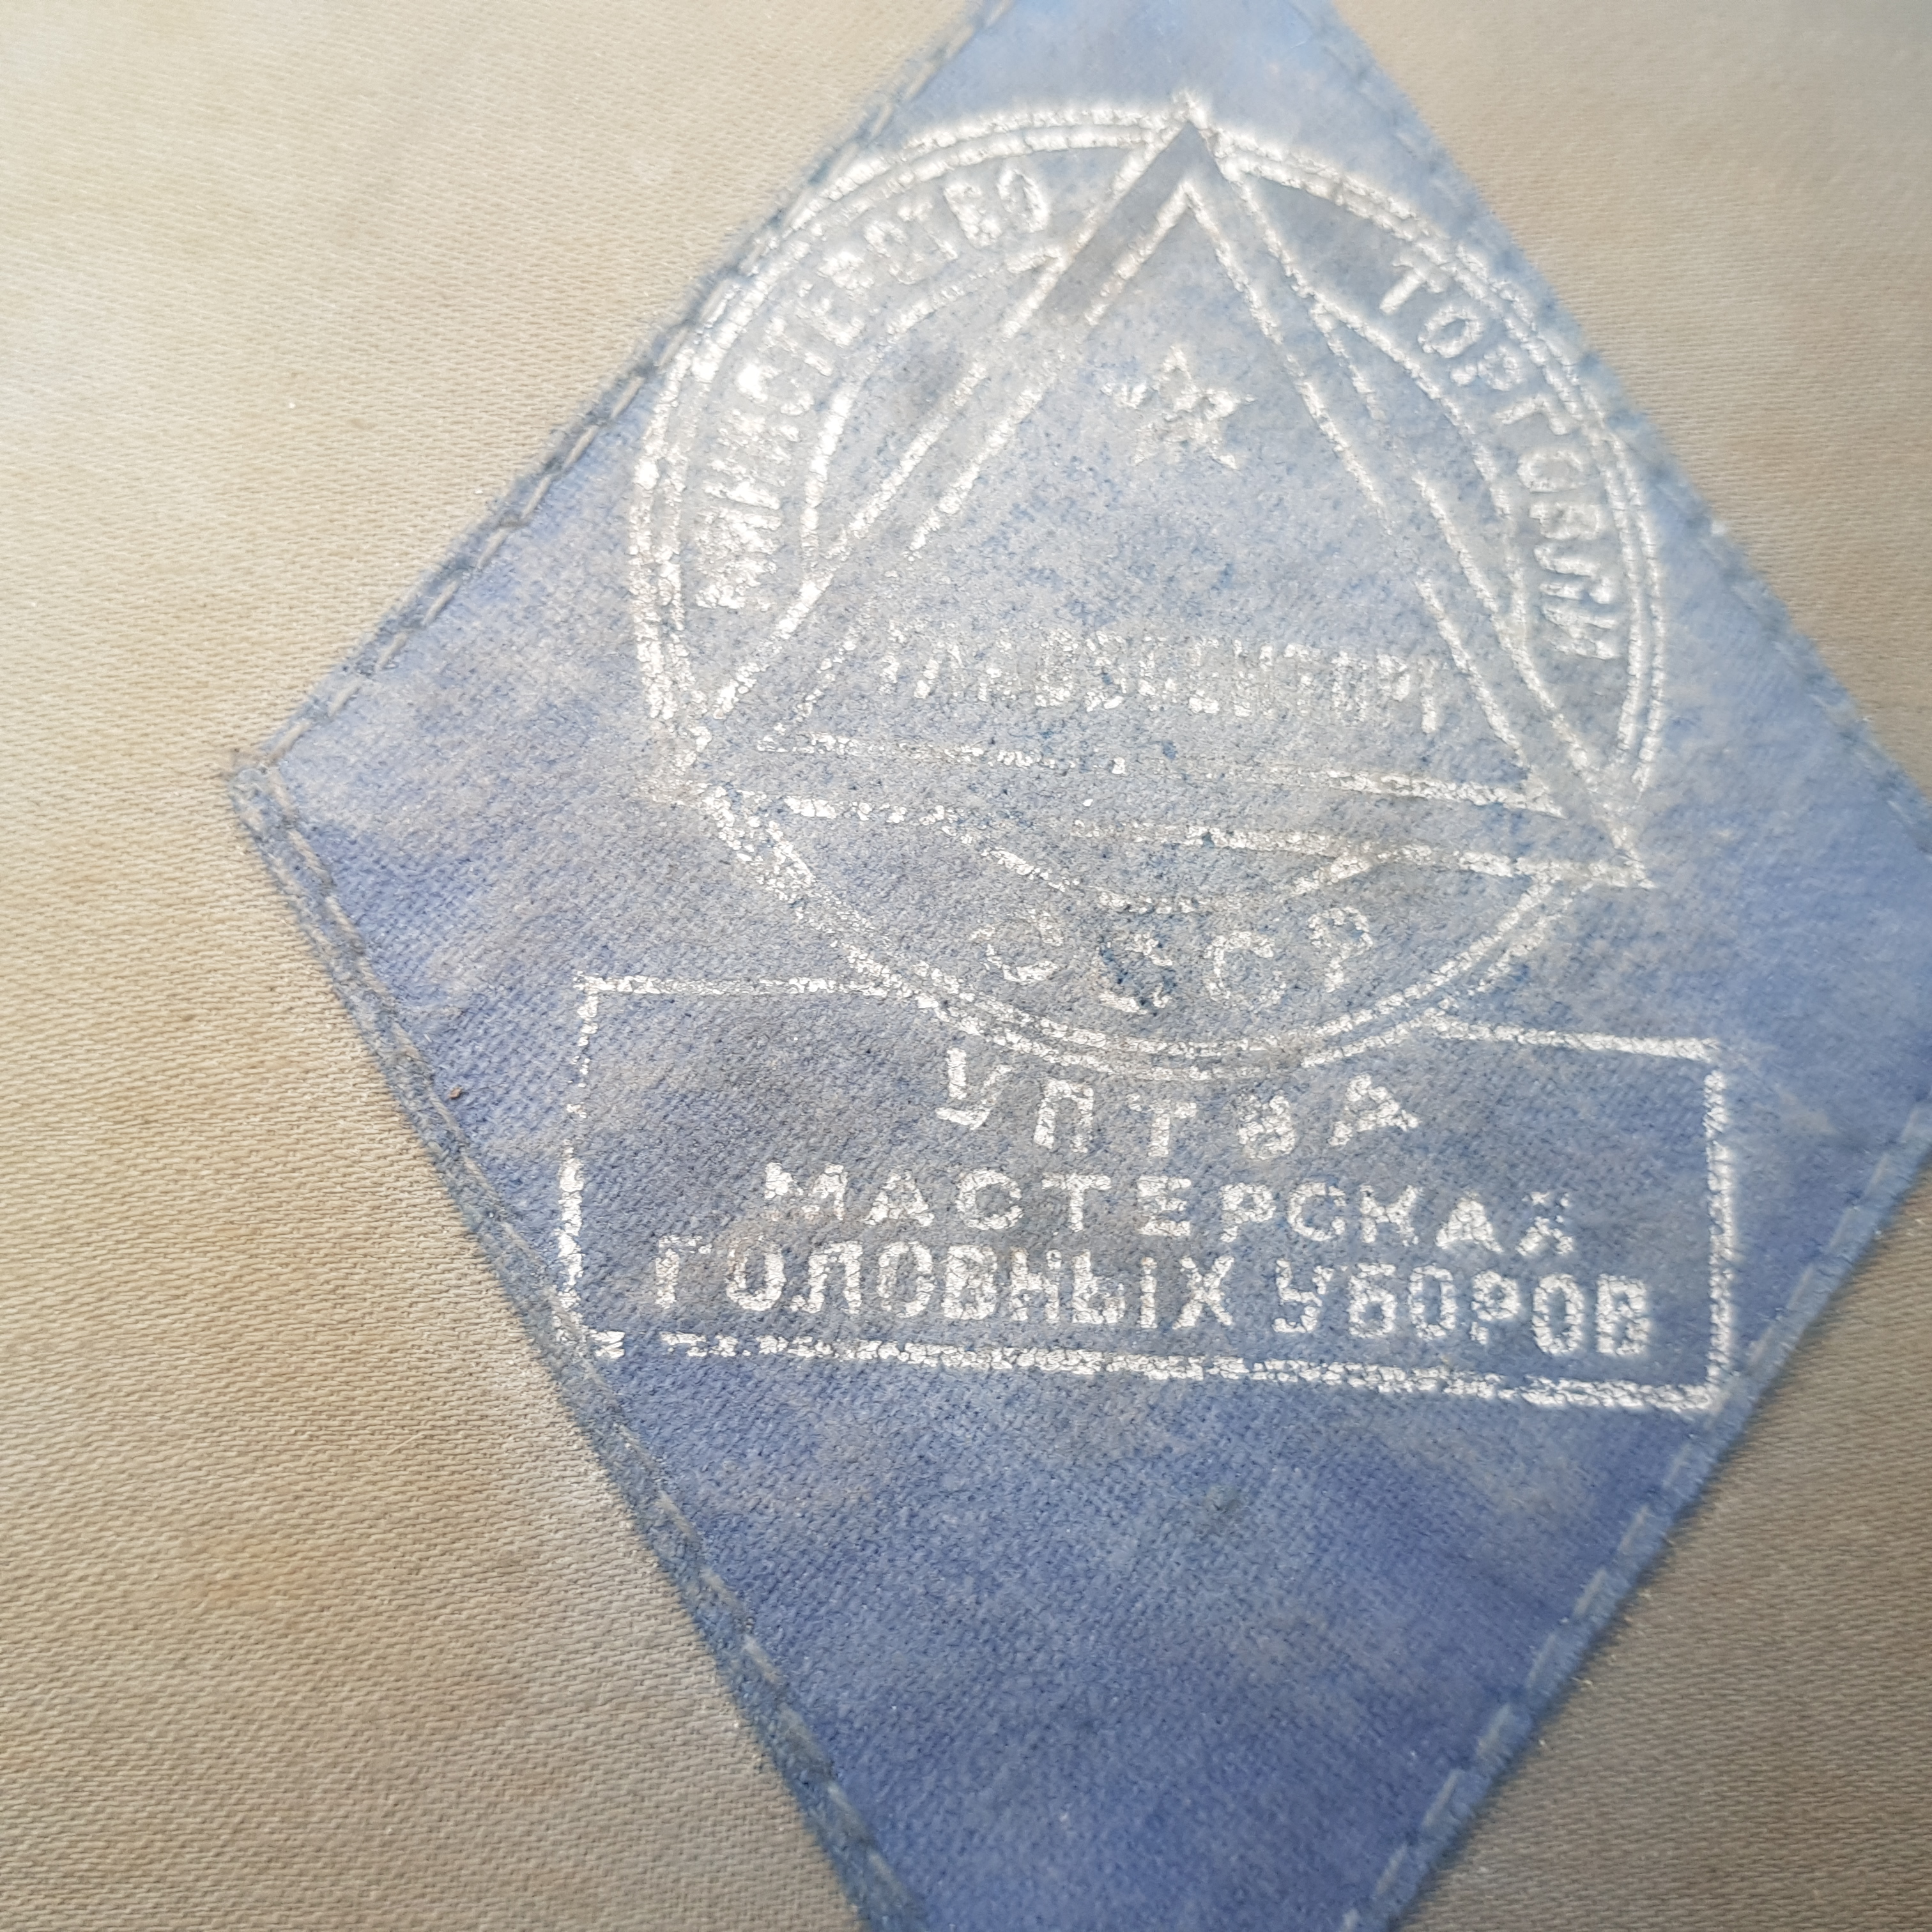 МИНИСТЕРСТВО ТОРГОВЛИ
ГЛАВВОЕНТОРГ
СССР
УПТВА
МАСТЕРСКАЯ
ГОЛОВНЫХ УБОРОВ